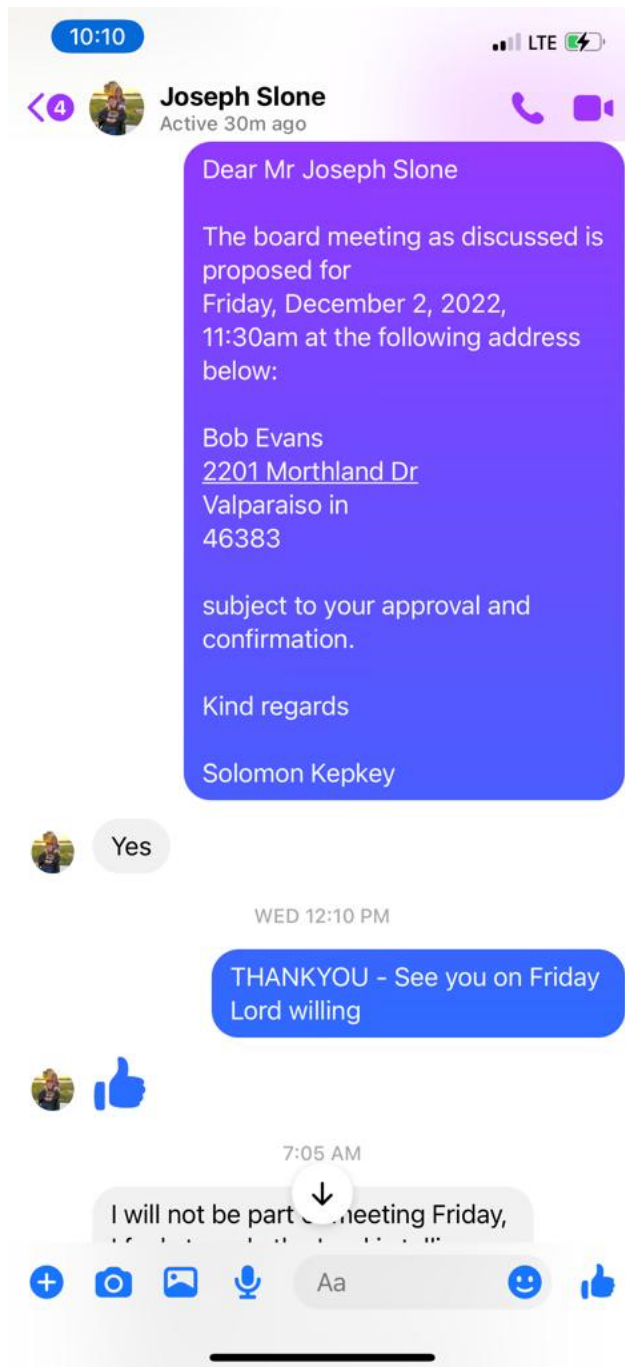 10:10
LTE
4
Joseph Slone
Active 30m ago
Dear Mr Joseph Slone
The board meeting as discussed is
proposed for
Friday, December 2, 2022,
11:30am at the following address
below:
Bob Evans
2201 Morthland Dr
Valparaiso in
46383
subject to your approval and
confirmation.
Kind regards
Solomon Kepkey
Yes
WED 12:10 PM
THANKYOU - See you on Friday
Lord willing
7:05 AM
I will not be part meeting Friday,
Aa